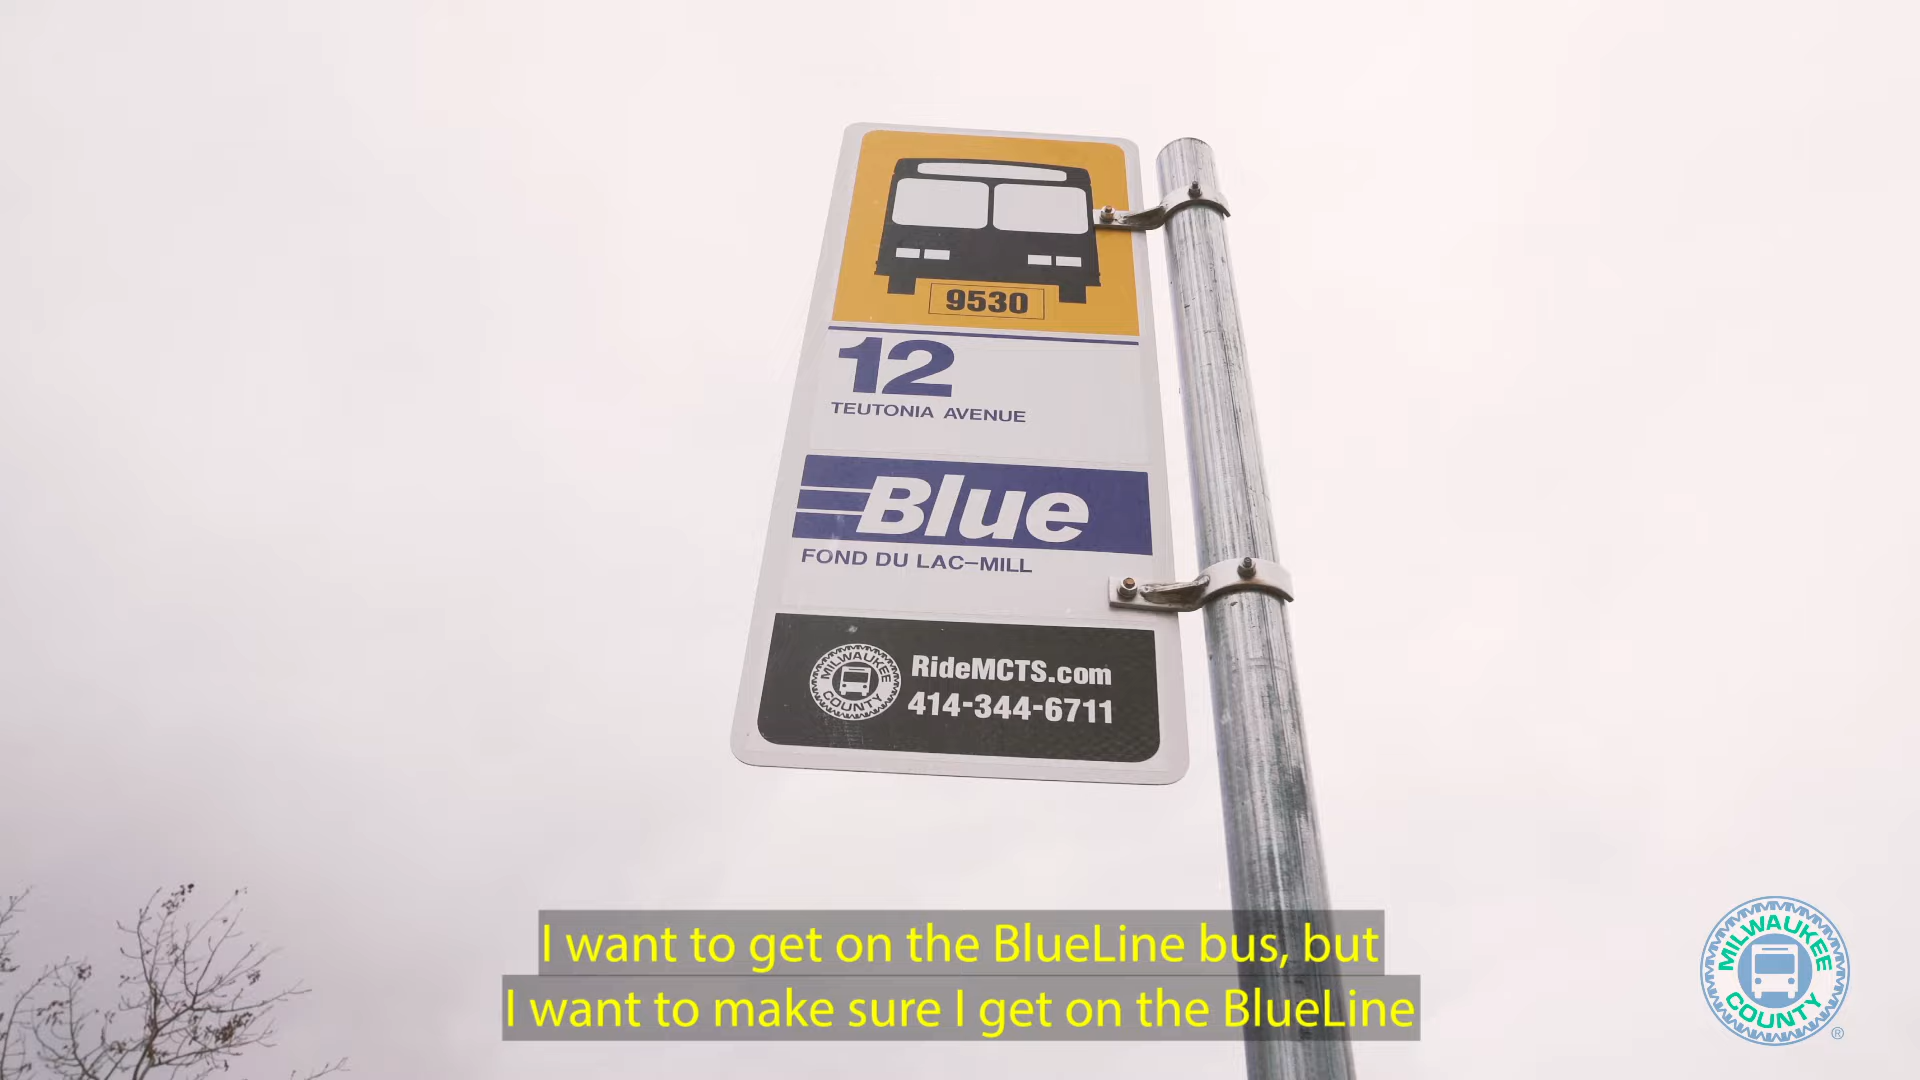 9530
12
TEUTONIA AVENUE
Blue
FOND DU LAC-MILL
MILWAUKEE
COUNTY
RideMCTS.com
414-344-6711
I want to get on the BlueLine bus, but
I want to make sure I get on the BlueLine
MILWAUKEE
COUNTY
®